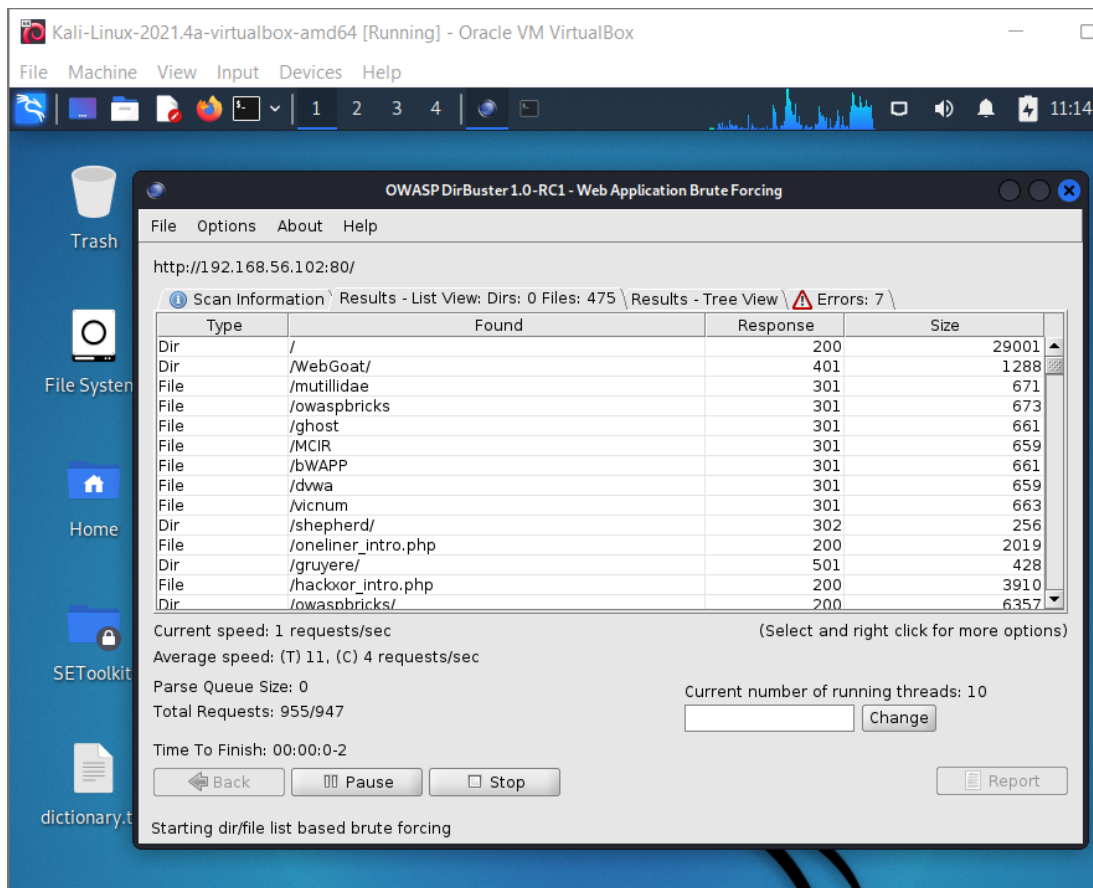 Kali-Linux-2021.4a-virtualbox-amd64 [Running] - Oracle VM VirtualBox
File Machine View Input Devices Help
1 2 3 4 11:14
OWASP DirBuster 1.0-RC1 - Web Application Brute Forcing
File Options About Help
http://192.168.56.102:80/
Scan Information Results - List View: Dirs: 0 Files: 475 Results - Tree View Errors: 7
Type Found Response Size
Dir / 200 29001
Dir /WebGoat/ 401 1288
File /mutillidae 301 671
File /owaspbricks 301 673
File /ghost 301 661
File /MCIR 301 659
File /bWAPP 301 661
File /dvwa 301 659
File /vicnum 301 663
Dir /shepherd/ 302 256
File /oneliner_intro.php 200 2019
Dir /gruyere/ 501 428
File /hackxor_intro.php 200 3910
Dir /owaspbricks/ 200 6357
Current speed: 1 requests/sec (Select and right click for more options)
Average speed: (T) 11, (C) 4 requests/sec
Parse Queue Size: 0 Current number of running threads: 10
Total Requests: 955/947 Change
Time To Finish: 00:00:0-2
Back Pause Stop Report
Starting dir/file list based brute forcing
Trash
File System
Home
SEToolkit
dictionary.t